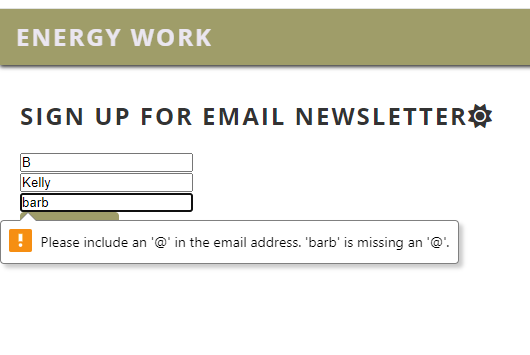 ENERGY WORK
SIGN UP FOR EMAIL NEWSLETTER
B
Kelly
barb
Please include an '@' in the email address. 'barb' is missing an '@'.